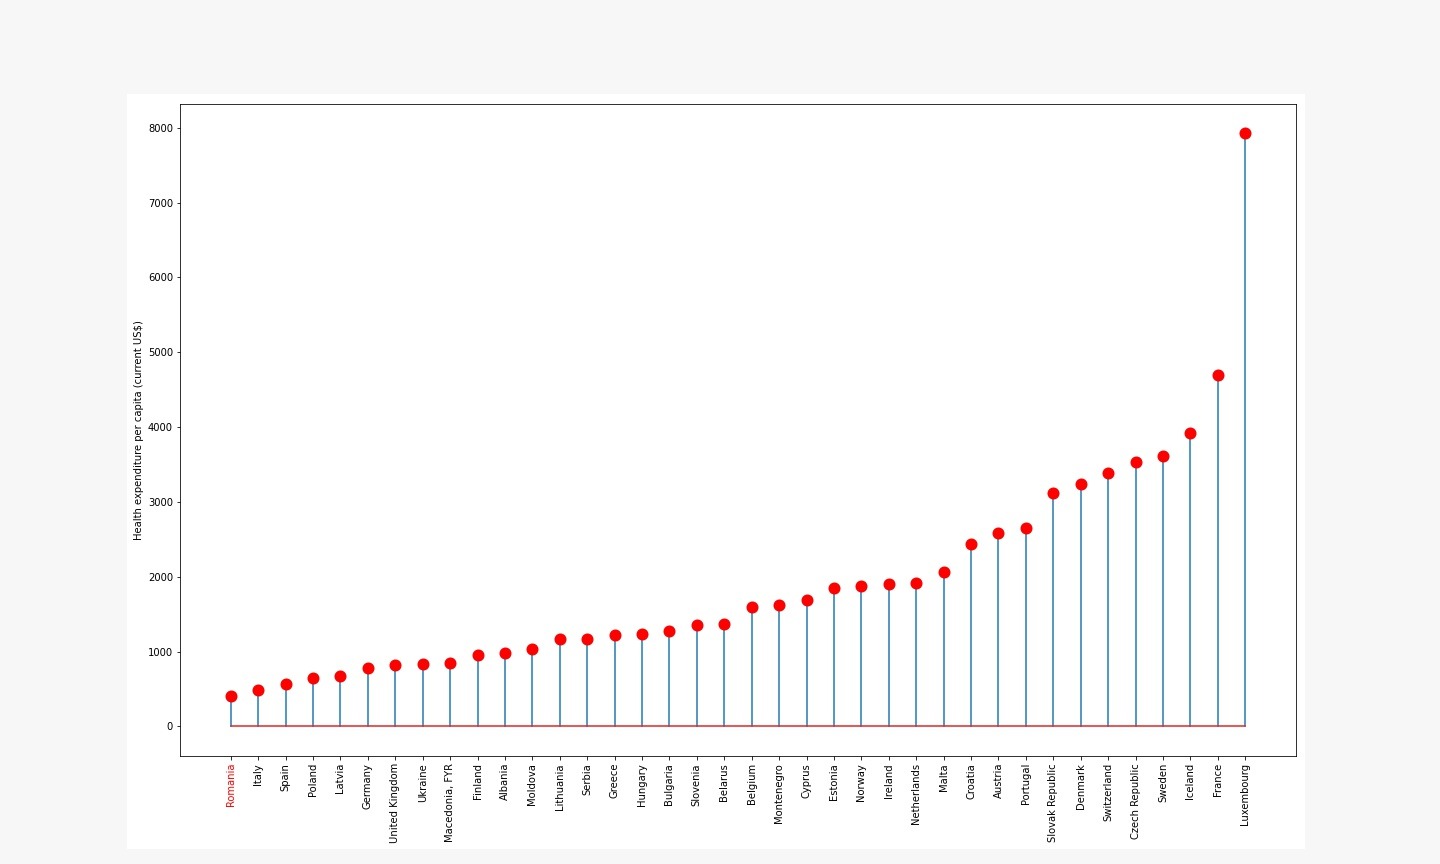 8000
7000
6000
5000
4000
3000
2000
1000
0
Health expenditure per capita (current US$)
Romania
Italy
Spain
Poland
Latvia
Germany
United Kingdom
Ukraine
Macedonia, FYR
Finland
Albania
Moldova
Lithuania
Serbia
Greece
Hungary
Bulgaria
Slovenia
Belarus
Belgium
Montenegro
Cyprus
Estonia
Norway
Ireland
Netherlands
Malta
Croatia
Austria
Portugal
Slovak Republic
Denmark
Switzerland
Czech Republic
Sweden
Iceland
France
Luxembourg